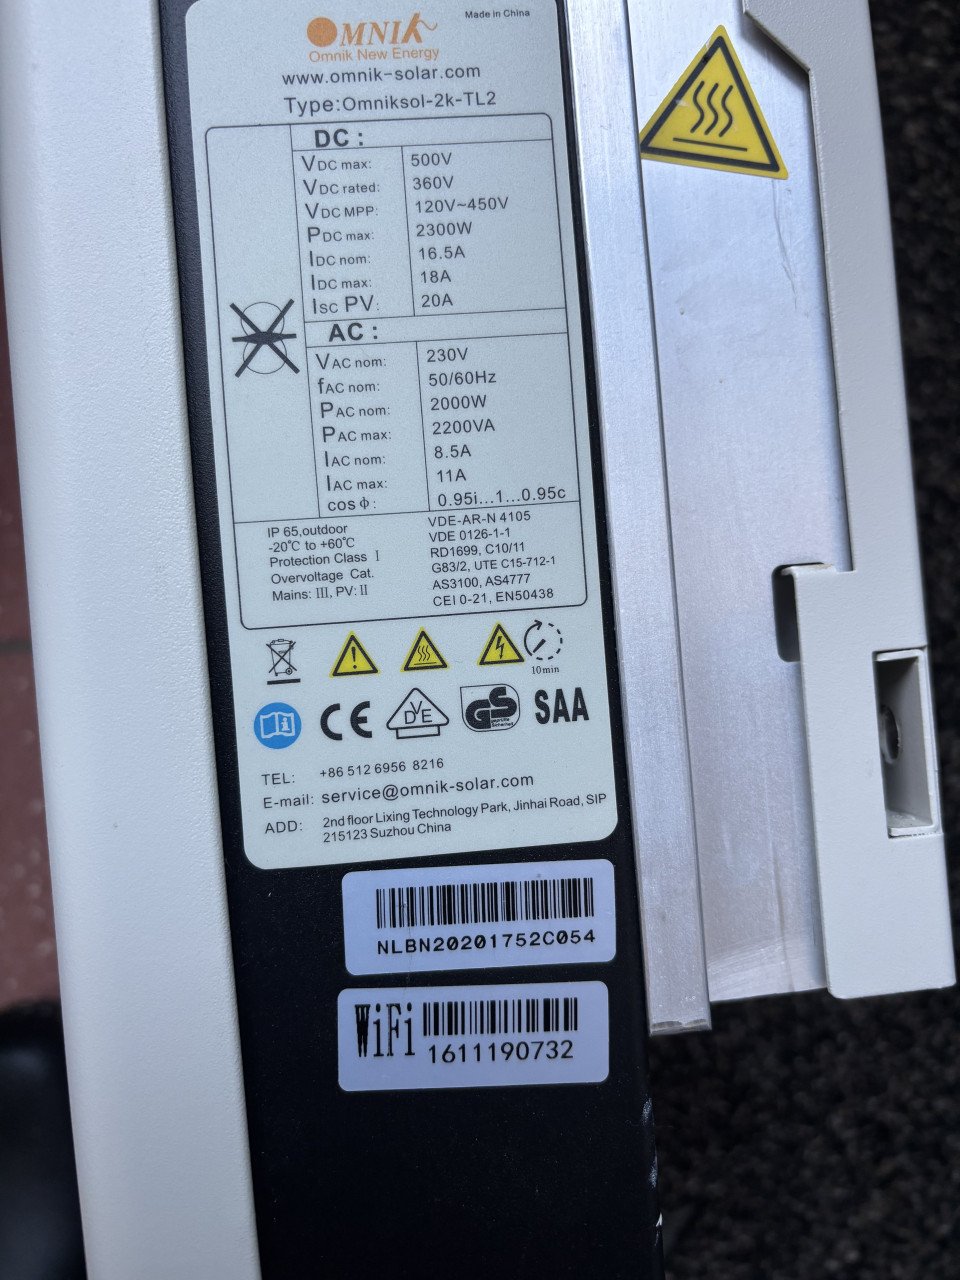 Made in China
OMNIK
Omnik New Energy
www.omnik-solar.com
Type:Omniksol-2k-TL2
DC :
VDC max: 500V
VDC rated: 360V
VDC MPP: 120V~450V
PDC max: 2300W
IDC nom: 16.5A
IDC max: 18A
ISC PV: 20A
AC :
VAC nom: 230V
fAC nom: 50/60Hz
PAC nom: 2000W
PAC max: 2200VA
IAC nom: 8.5A
IAC max: 11A
cos ϕ: 0.95i...1...0.95c
IP 65,outdoor
-20℃ to +60℃
Protection Class Ⅰ
Overvoltage Cat.
Mains: Ⅲ, PV: Ⅱ
VDE-AR-N 4105
VDE 0126-1-1
RD1699, C10/11
G83/2, UTE C15-712-1
AS3100, AS4777
CEI 0-21, EN50438
10min
CE
DVE
GS
geprüfte
Sicherheit
SAA
TEL: +86 512 6956 8216
E-mail: service@omnik-solar.com
ADD: 2nd floor Lixing Technology Park, Jinhai Road, SIP
215123 Suzhou China
NLBN20201752C054
WiFi
1611190732